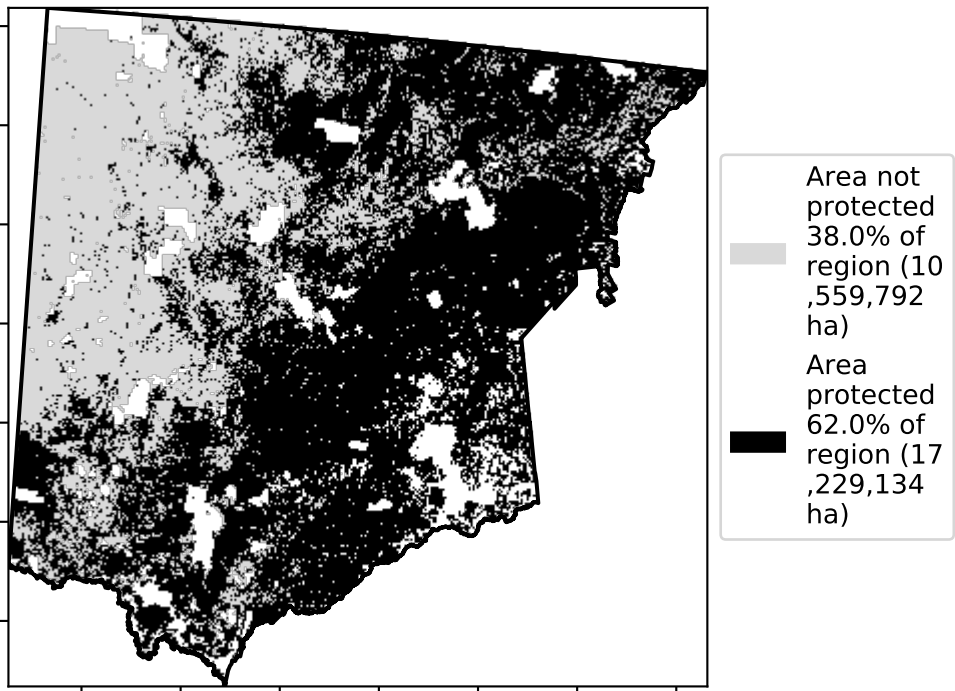 Area not
protected
38.0% of
region (10
,559,792
ha)
Area
protected
62.0% of
region (17
,229,134
ha)